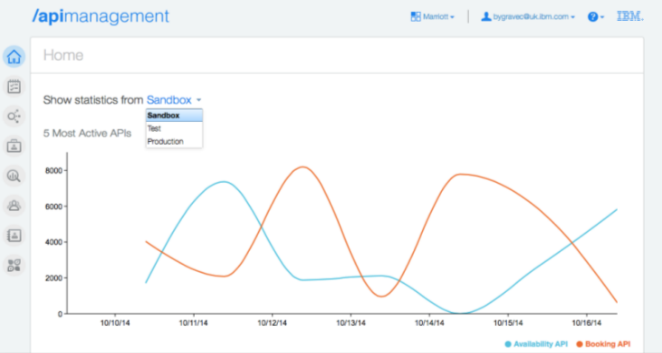 /apimanagement
Marriott
bygravec@uk.ibm.com
?
IBM.
Home
Show statistics from Sandbox
Sandbox
Test
Production
5 Most Active APIs
8000
6000
4000
2000
0
10/10/14 10/11/14 10/12/14 10/13/14 10/14/14 10/15/14 10/16/14
Availability API Booking API